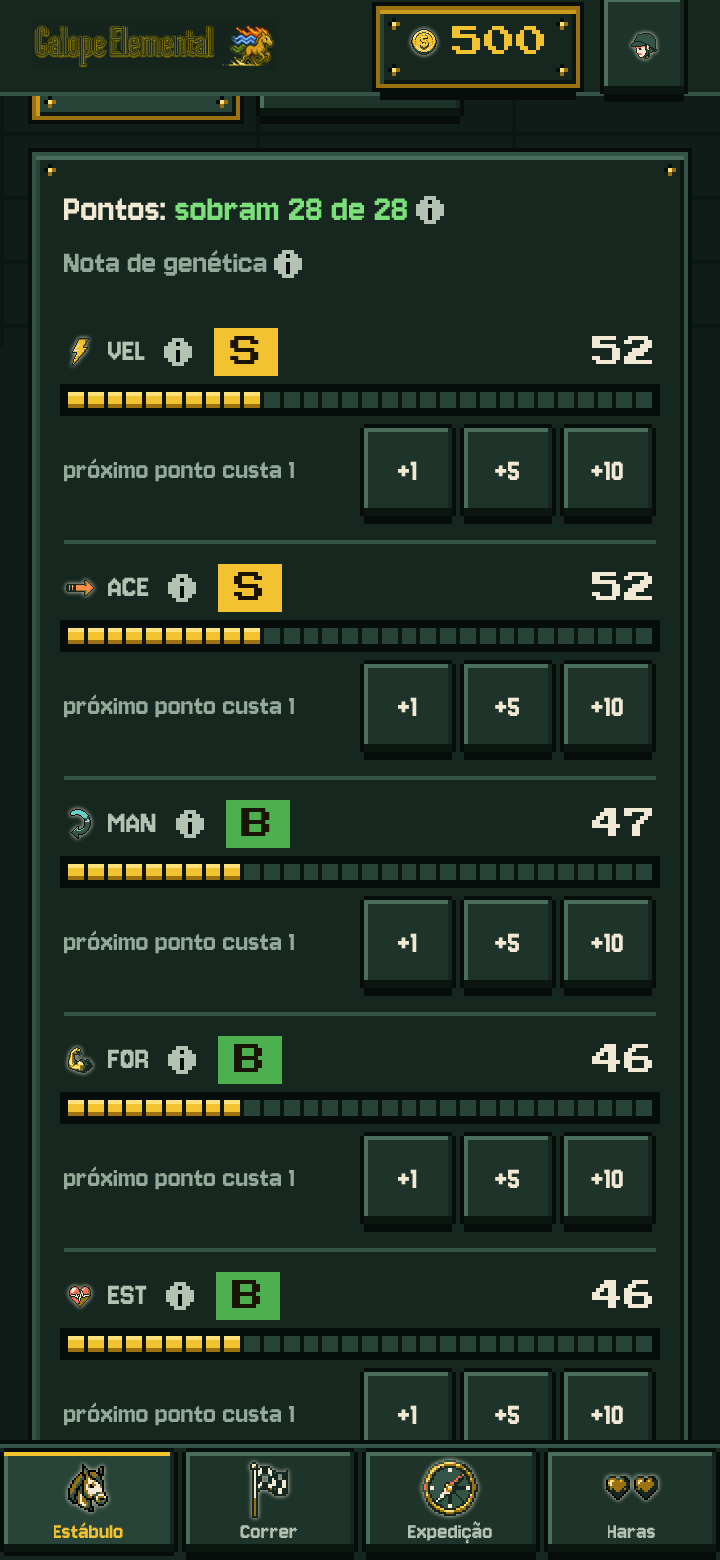 Galope Elemental
500
Pontos: sobram 28 de 28
Nota de genética
VEL S 52
próximo ponto custa 1 +1 +5 +10
ACE S 52
próximo ponto custa 1 +1 +5 +10
MAN B 47
próximo ponto custa 1 +1 +5 +10
FOR B 46
próximo ponto custa 1 +1 +5 +10
EST B 46
próximo ponto custa 1 +1 +5 +10
Estábulo Correr Expedição Haras